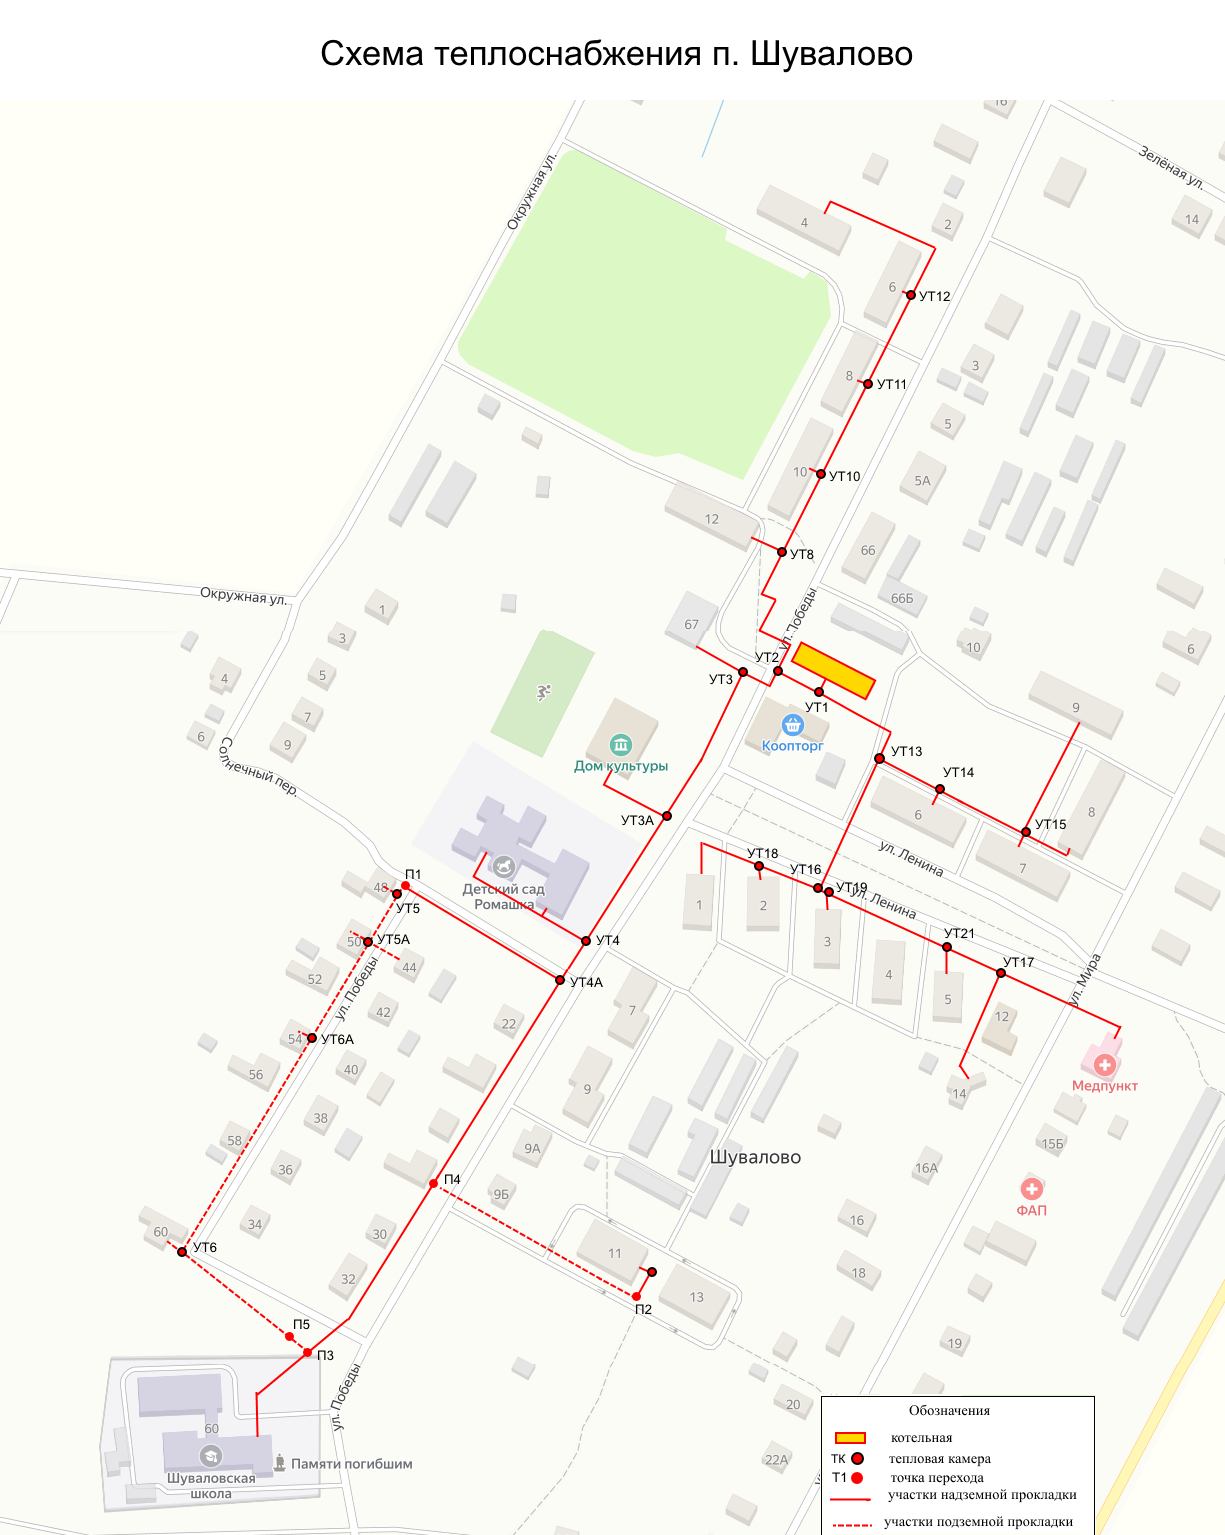 Схема теплоснабжения п. Шувалово
16
Зелёная ул.
Окружная ул.
4
2
14
6
УТ12
8
УТ11
3
5
10
УТ10
5А
12
УТ8
66
66Б
Окружная ул.
1
3
67
ул. Победы
10
6
4
5
УТ2
УТ3
УТ1
7
9
6
9
Коопторг
Солнечный пер.
Дом культуры
УТ13
УТ14
УТ3А
6
8
УТ15
УТ18
ул. Ленина
7
П1
48
УТ5
Детский сад
Ромашка
УТ16
УТ19
ул. Ленина
1
2
3
50
УТ5А
УТ4
УТ21
44
52
УТ4А
4
УТ17
ул. Мира
ул. Победы
5
42
22
7
12
54
УТ6А
56
40
9
Медпункт
14
38
58
9А
Шувалово
15Б
36
16А
П4
9Б
ФАП
34
30
16
60
УТ6
11
32
18
13
П2
П5
П3
19
ул. Победы
20
60
22А
Шуваловская
школа
Памяти погибшим
Обозначения
котельная
ТК тепловая камера
Т1 точка перехода
участки надземной прокладки
участки подземной прокладки